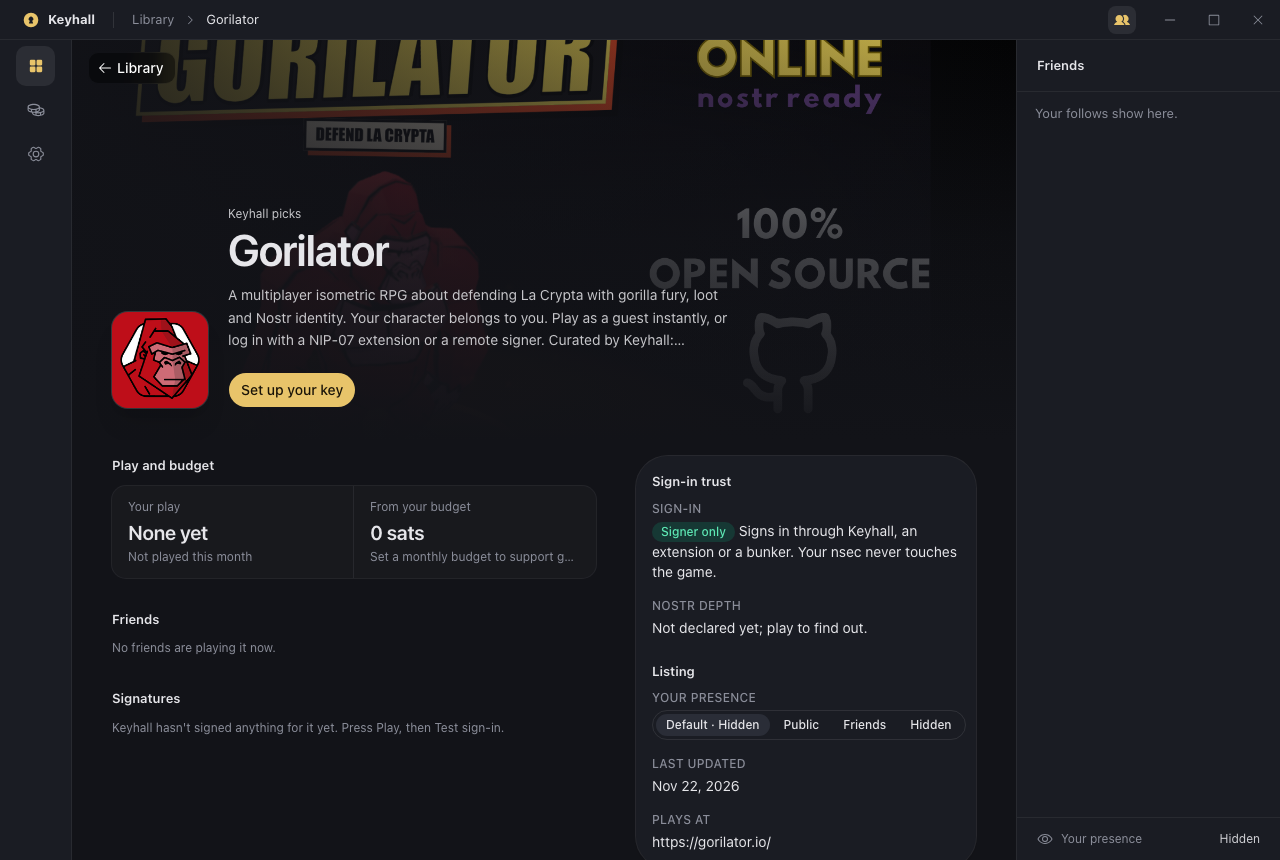 Keyhall
Library
Gorilator
Library
GORILATOR
DEFEND LA CRYPTA
ONLINE
nostr ready
100%
OPEN SOURCE
Keyhall picks
Gorilator
A multiplayer isometric RPG about defending La Crypta with gorilla fury, loot
and Nostr identity. Your character belongs to you. Play as a guest instantly, or
log in with a NIP-07 extension or a remote signer. Curated by Keyhall:...
Set up your key
Play and budget
Your play
None yet
Not played this month
From your budget
0 sats
Set a monthly budget to support g...
Friends
No friends are playing it now.
Signatures
Keyhall hasn't signed anything for it yet. Press Play, then Test sign-in.
Sign-in trust
SIGN-IN
Signer only Signs in through Keyhall, an
extension or a bunker. Your nsec never touches
the game.
NOSTR DEPTH
Not declared yet; play to find out.
Listing
YOUR PRESENCE
Default · Hidden Public Friends Hidden
LAST UPDATED
Nov 22, 2026
PLAYS AT
https://gorilator.io/
Friends
Your follows show here.
Your presence Hidden